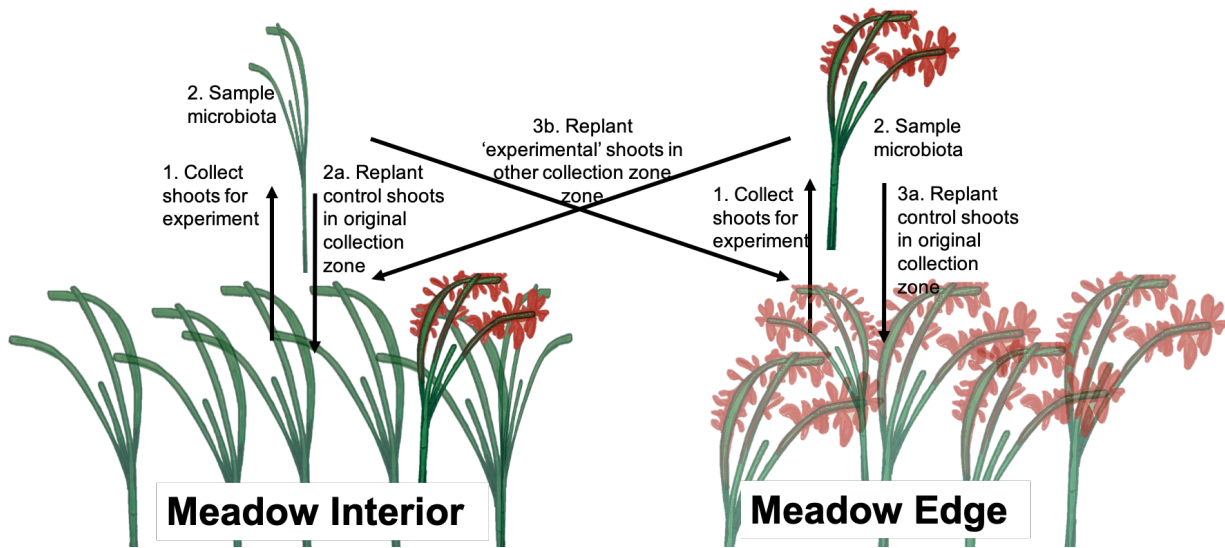 2. Sample
microbiota
1. Collect
shoots for
experiment
2a. Replant
control shoots
in original
collection
zone
3b. Replant
‘experimental’ shoots in
other collection zone
zone
2. Sample
microbiota
1. Collect
shoots for
experiment
3a. Replant
control shoots
in original
collection
zone
Meadow Interior
Meadow Edge